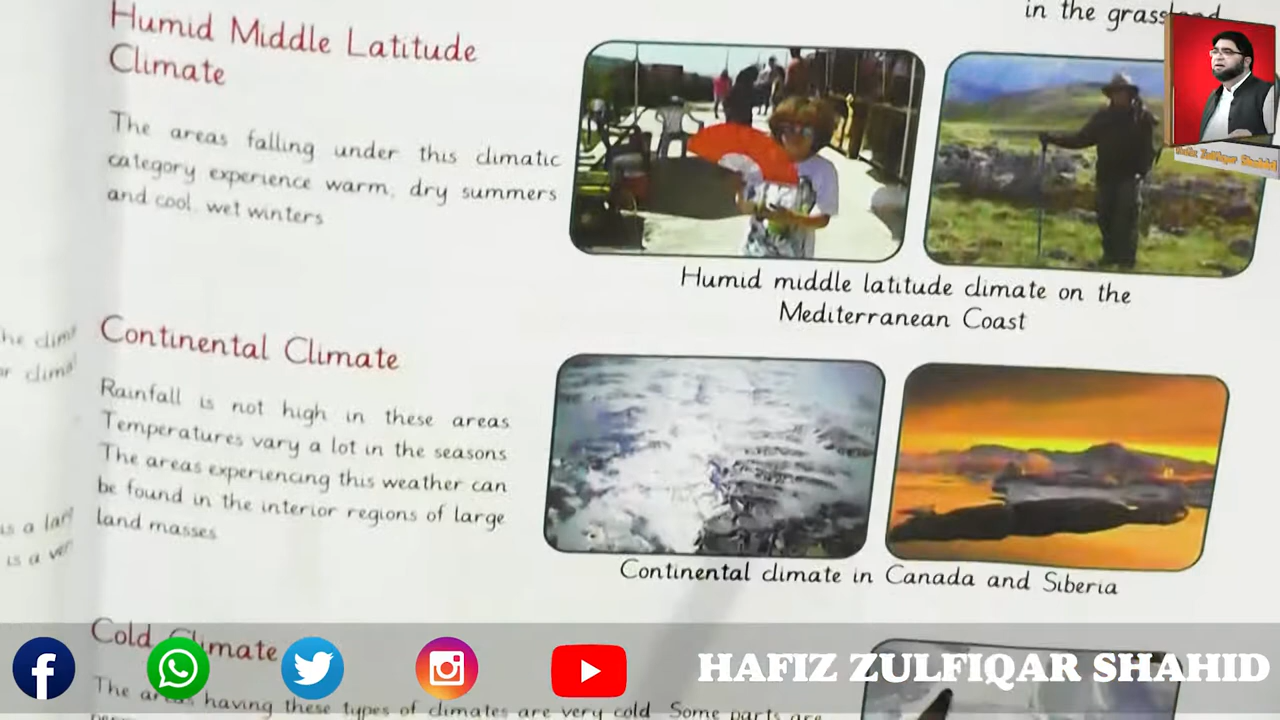 in the grassland
Humid Middle Latitude
Climate
The areas falling under this climatic
category experience warm, dry summers
and cool, wet winters
Humid middle latitude climate on the
Mediterranean Coast
Hafiz Zulfiqar Shahid
Continental Climate
Rainfall is not high in these areas
Temperatures vary a lot in the seasons
The areas experiencing this weather can
be found in the interior regions of large
land masses
Continental climate in Canada and Siberia
is a
is a
Cold Climate
The areas having these types of climates are very cold Some parts are
HAFIZ ZULFIQAR SHAHID